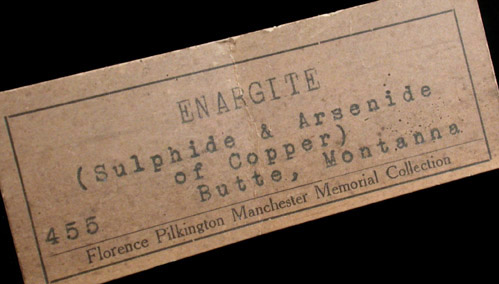 ENARGITE
(Sulphide & Arsenide
of Copper)
Butte, Montanna
455
Florence Pilkington Manchester Memorial Collection